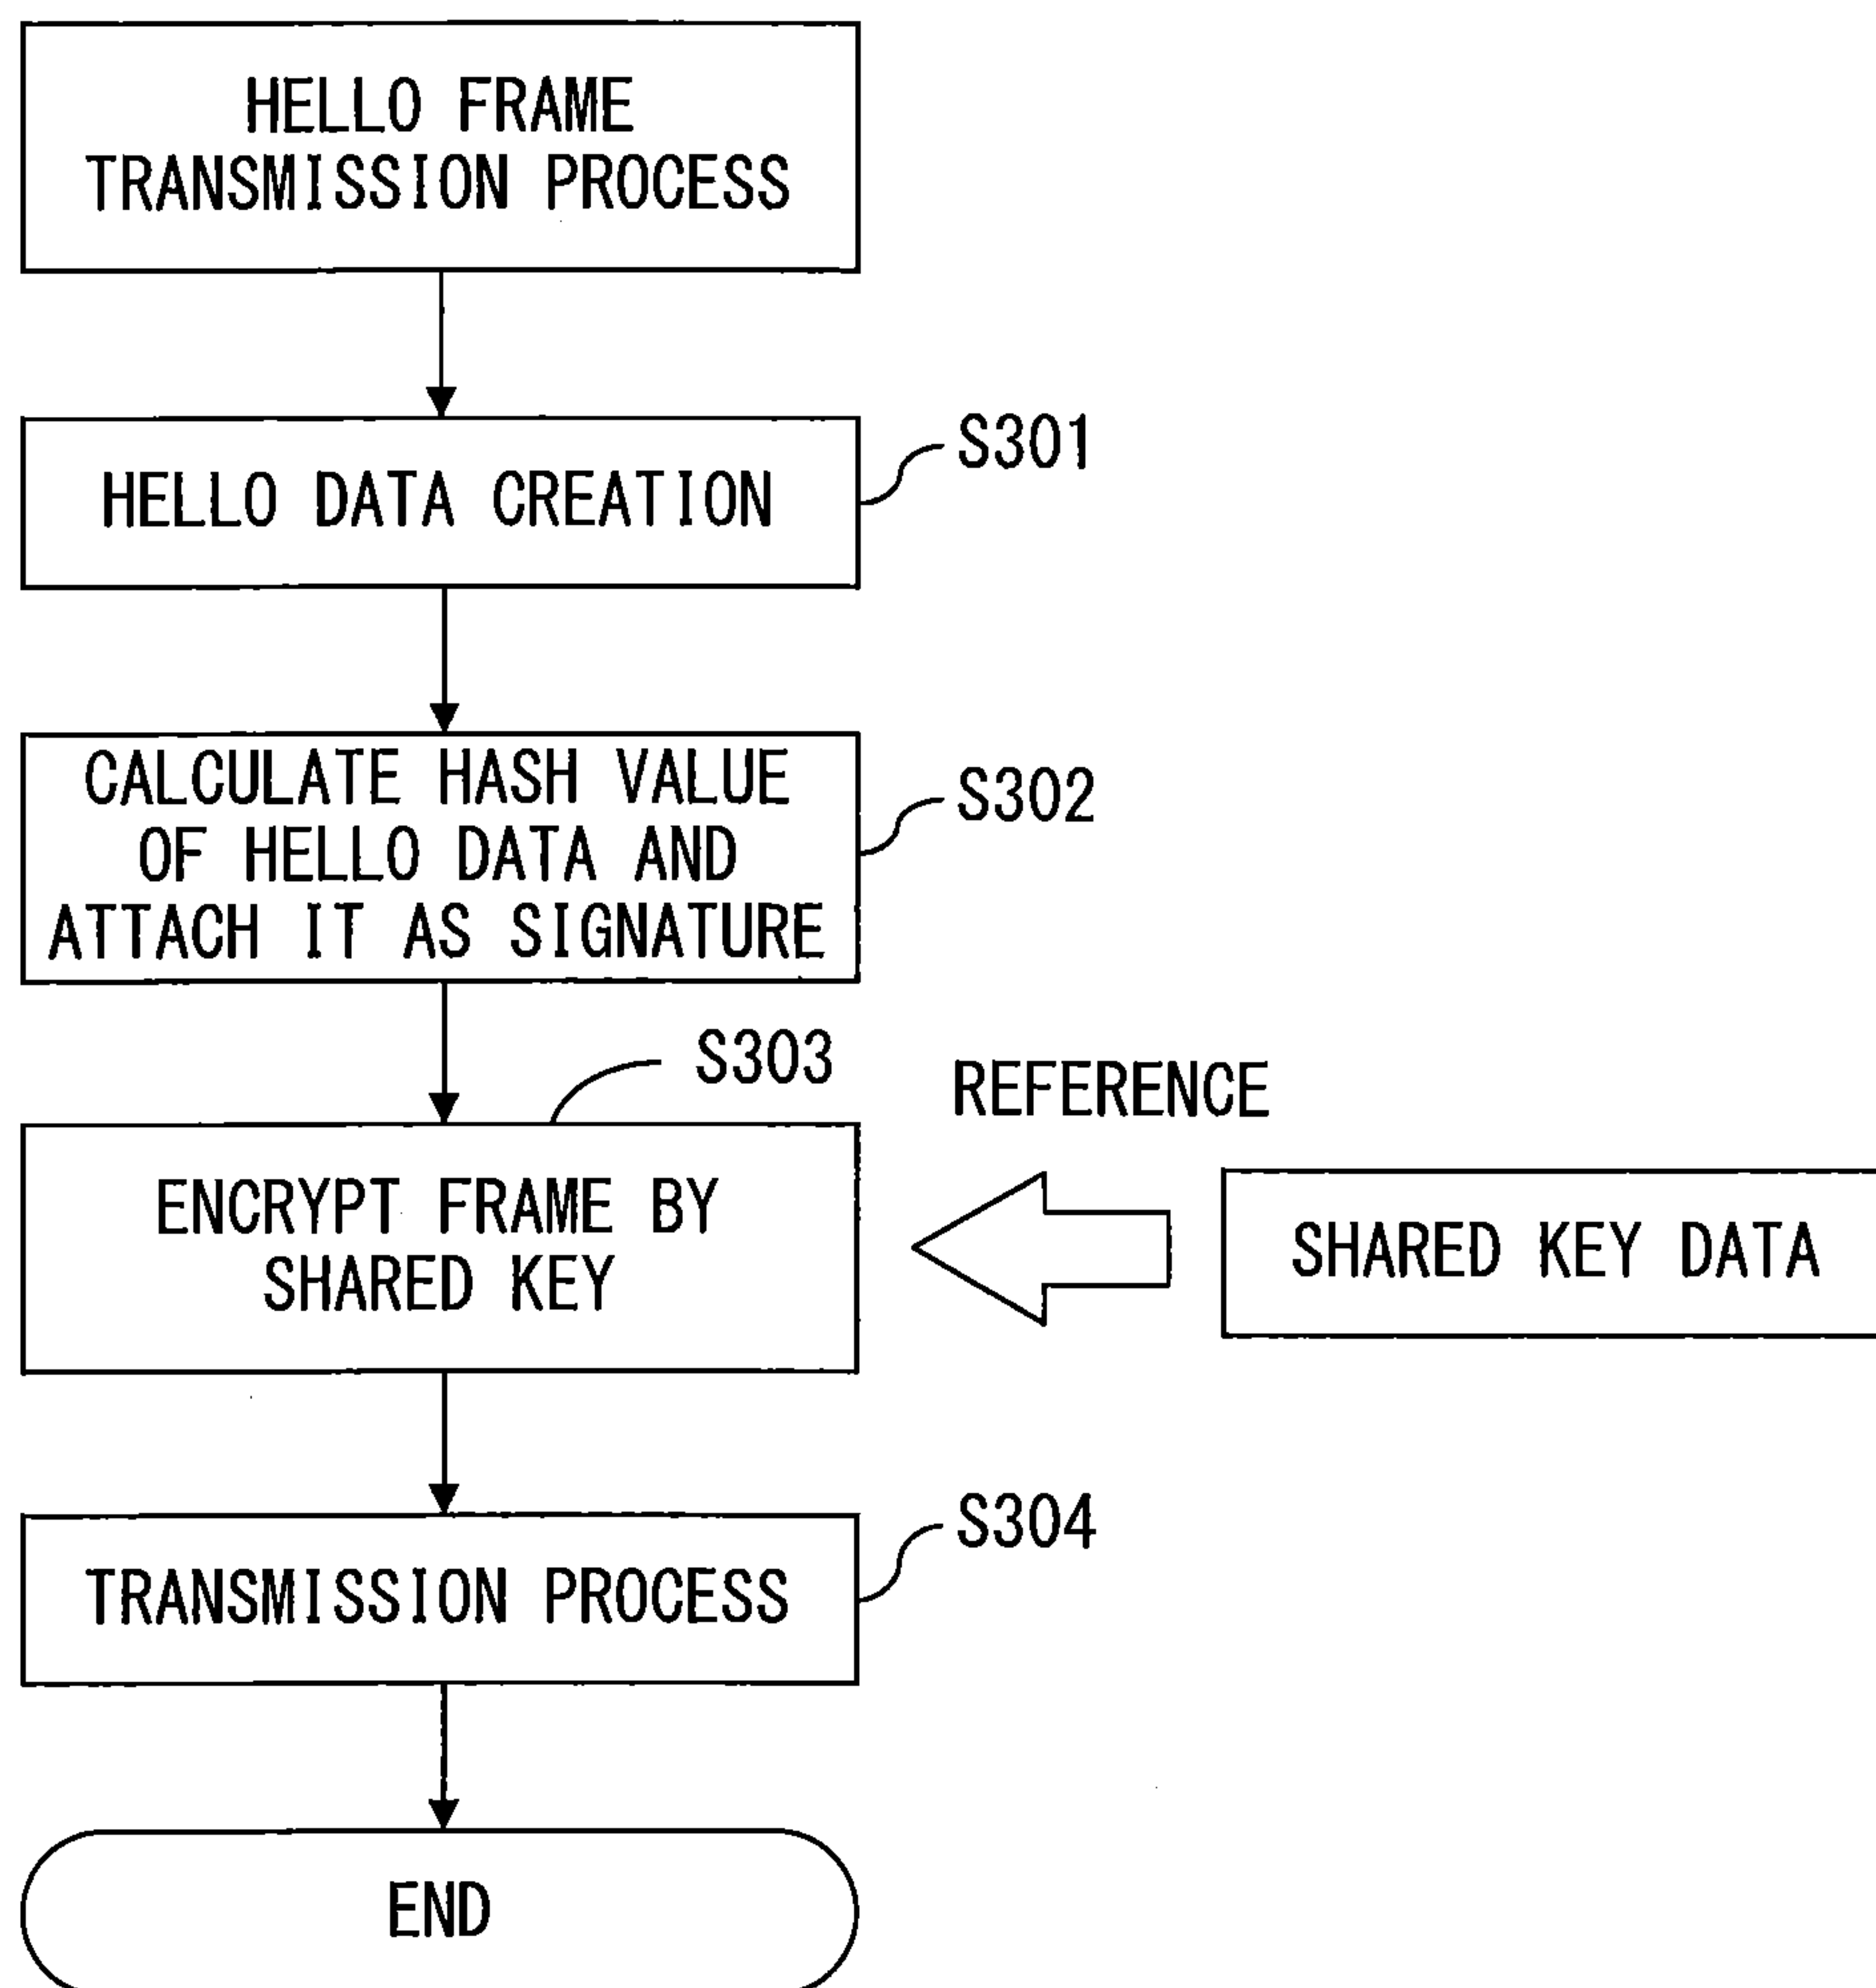 HELLO FRAME
TRANSMISSION PROCESS
S301
HELLO DATA CREATION
S302
CALCULATE HASH VALUE
OF HELLO DATA AND
ATTACH IT AS SIGNATURE
S303
REFERENCE
ENCRYPT FRAME BY
SHARED KEY
SHARED KEY DATA
S304
TRANSMISSION PROCESS
END